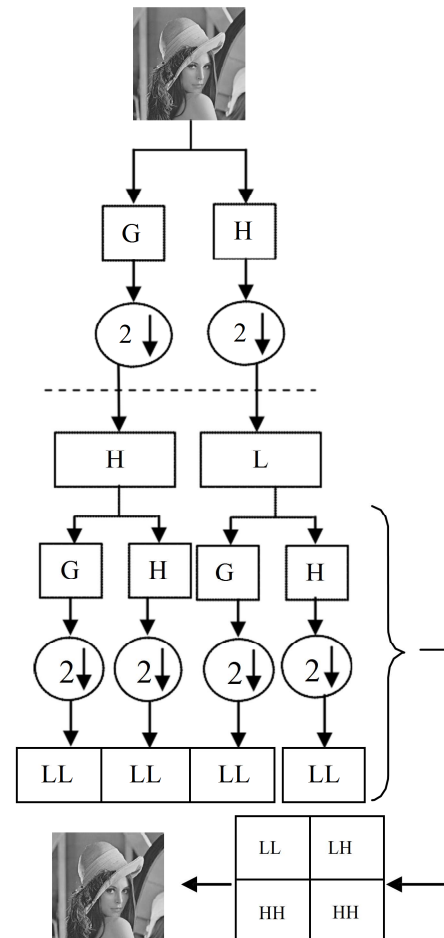 G H
2 2
H L
G H G H
2 2 2 2
LL LL LL LL
LL LH
HH HH